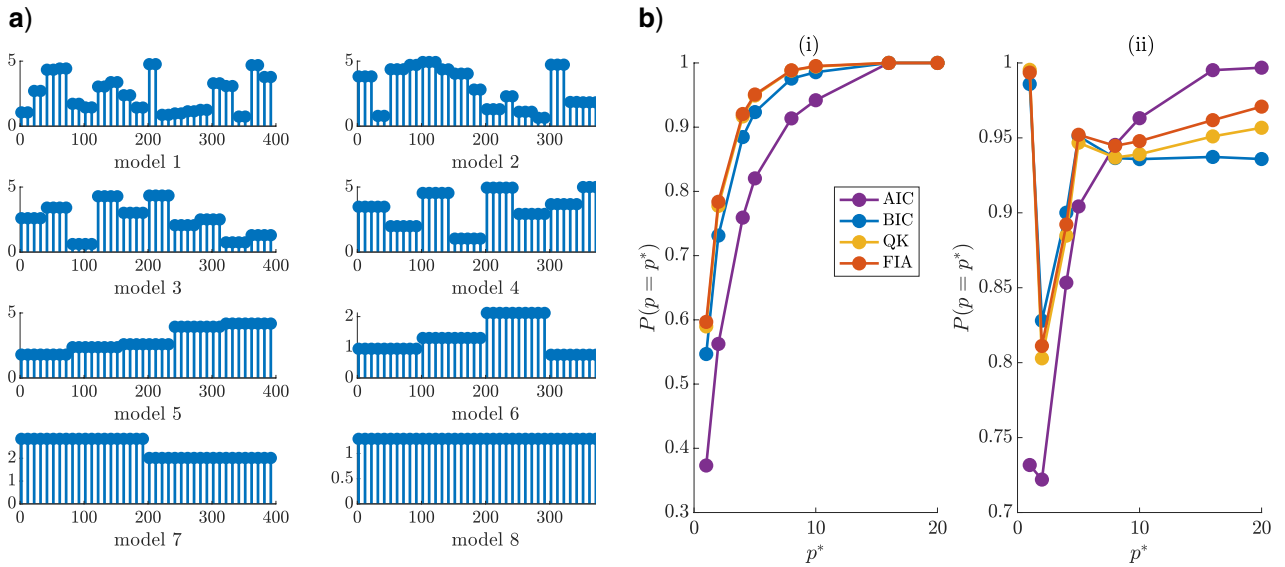 a)
5
0
0 100 200 300 400
model 1
5
0
0 100 200 300
model 2
5
0
0 100 200 300 400
model 3
5
0
0 100 200 300
model 4
5
0
0 100 200 300 400
model 5
2
1
0
0 100 200 300
model 6
2
1
0
0 100 200 300 400
model 7
1
0.5
0
0 100 200 300
model 8
b)
(i)
1
0.9
0.8
0.7
0.6
0.5
0.4
0.3
P(p = p*)
0 10 20
p*
AIC
BIC
QK
FIA
(ii)
1
0.95
0.9
0.85
0.8
0.75
0.7
P(p = p*)
0 10 20
p*